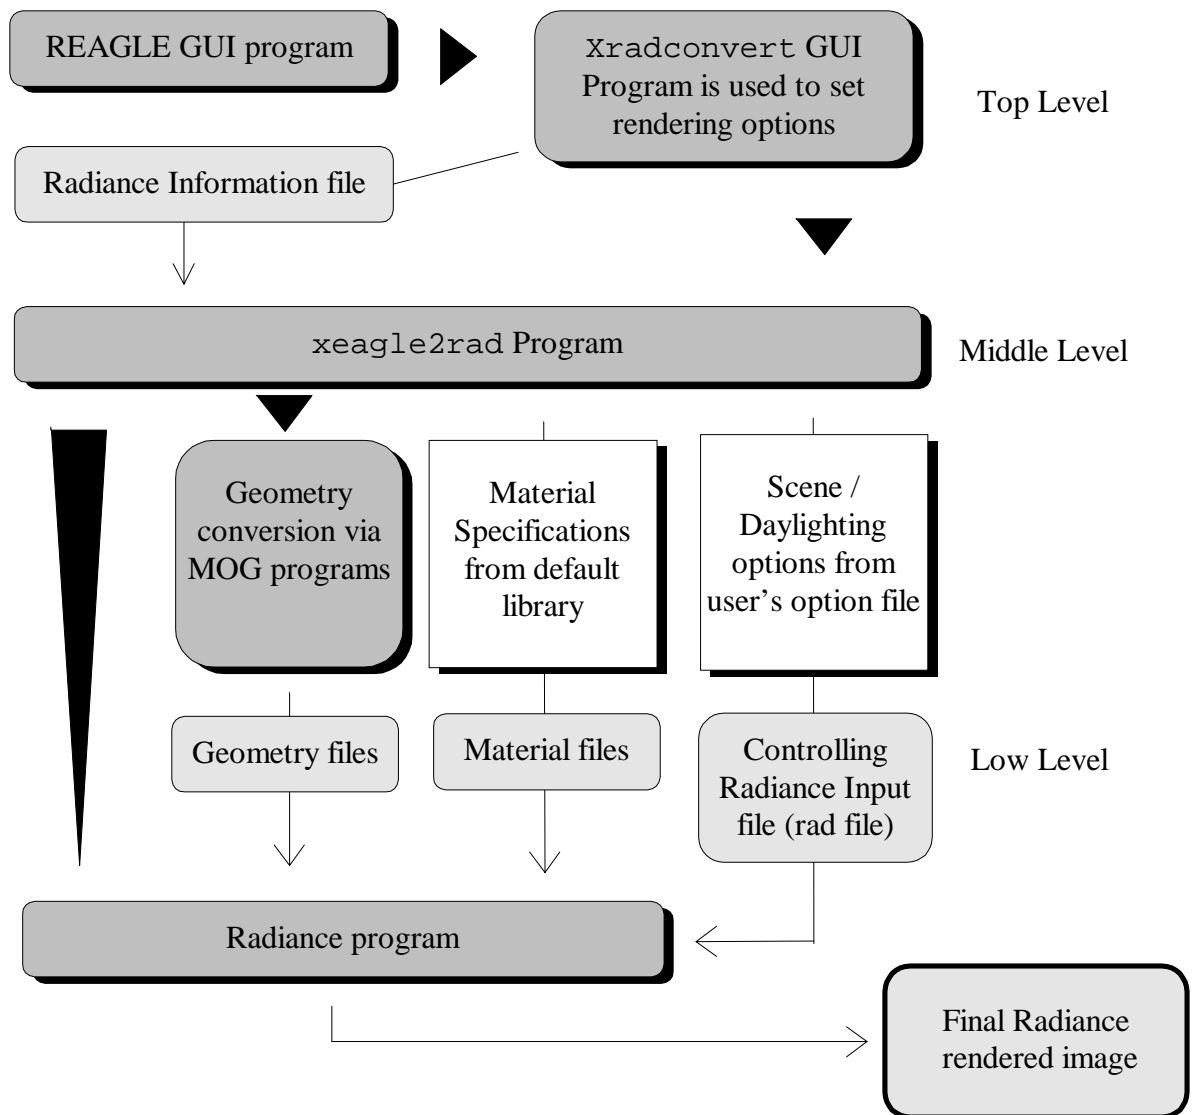 REAGLE GUI program
Xradconvert GUI
Program is used to set
rendering options
Top Level
Radiance Information file
xeagle2rad Program
Middle Level
Geometry
conversion via
MOG programs
Material
Specifications
from default
library
Scene /
Daylighting
options from
user’s option file
Geometry files
Material files
Controlling
Radiance Input
file (rad file)
Low Level
Radiance program
Final Radiance
rendered image